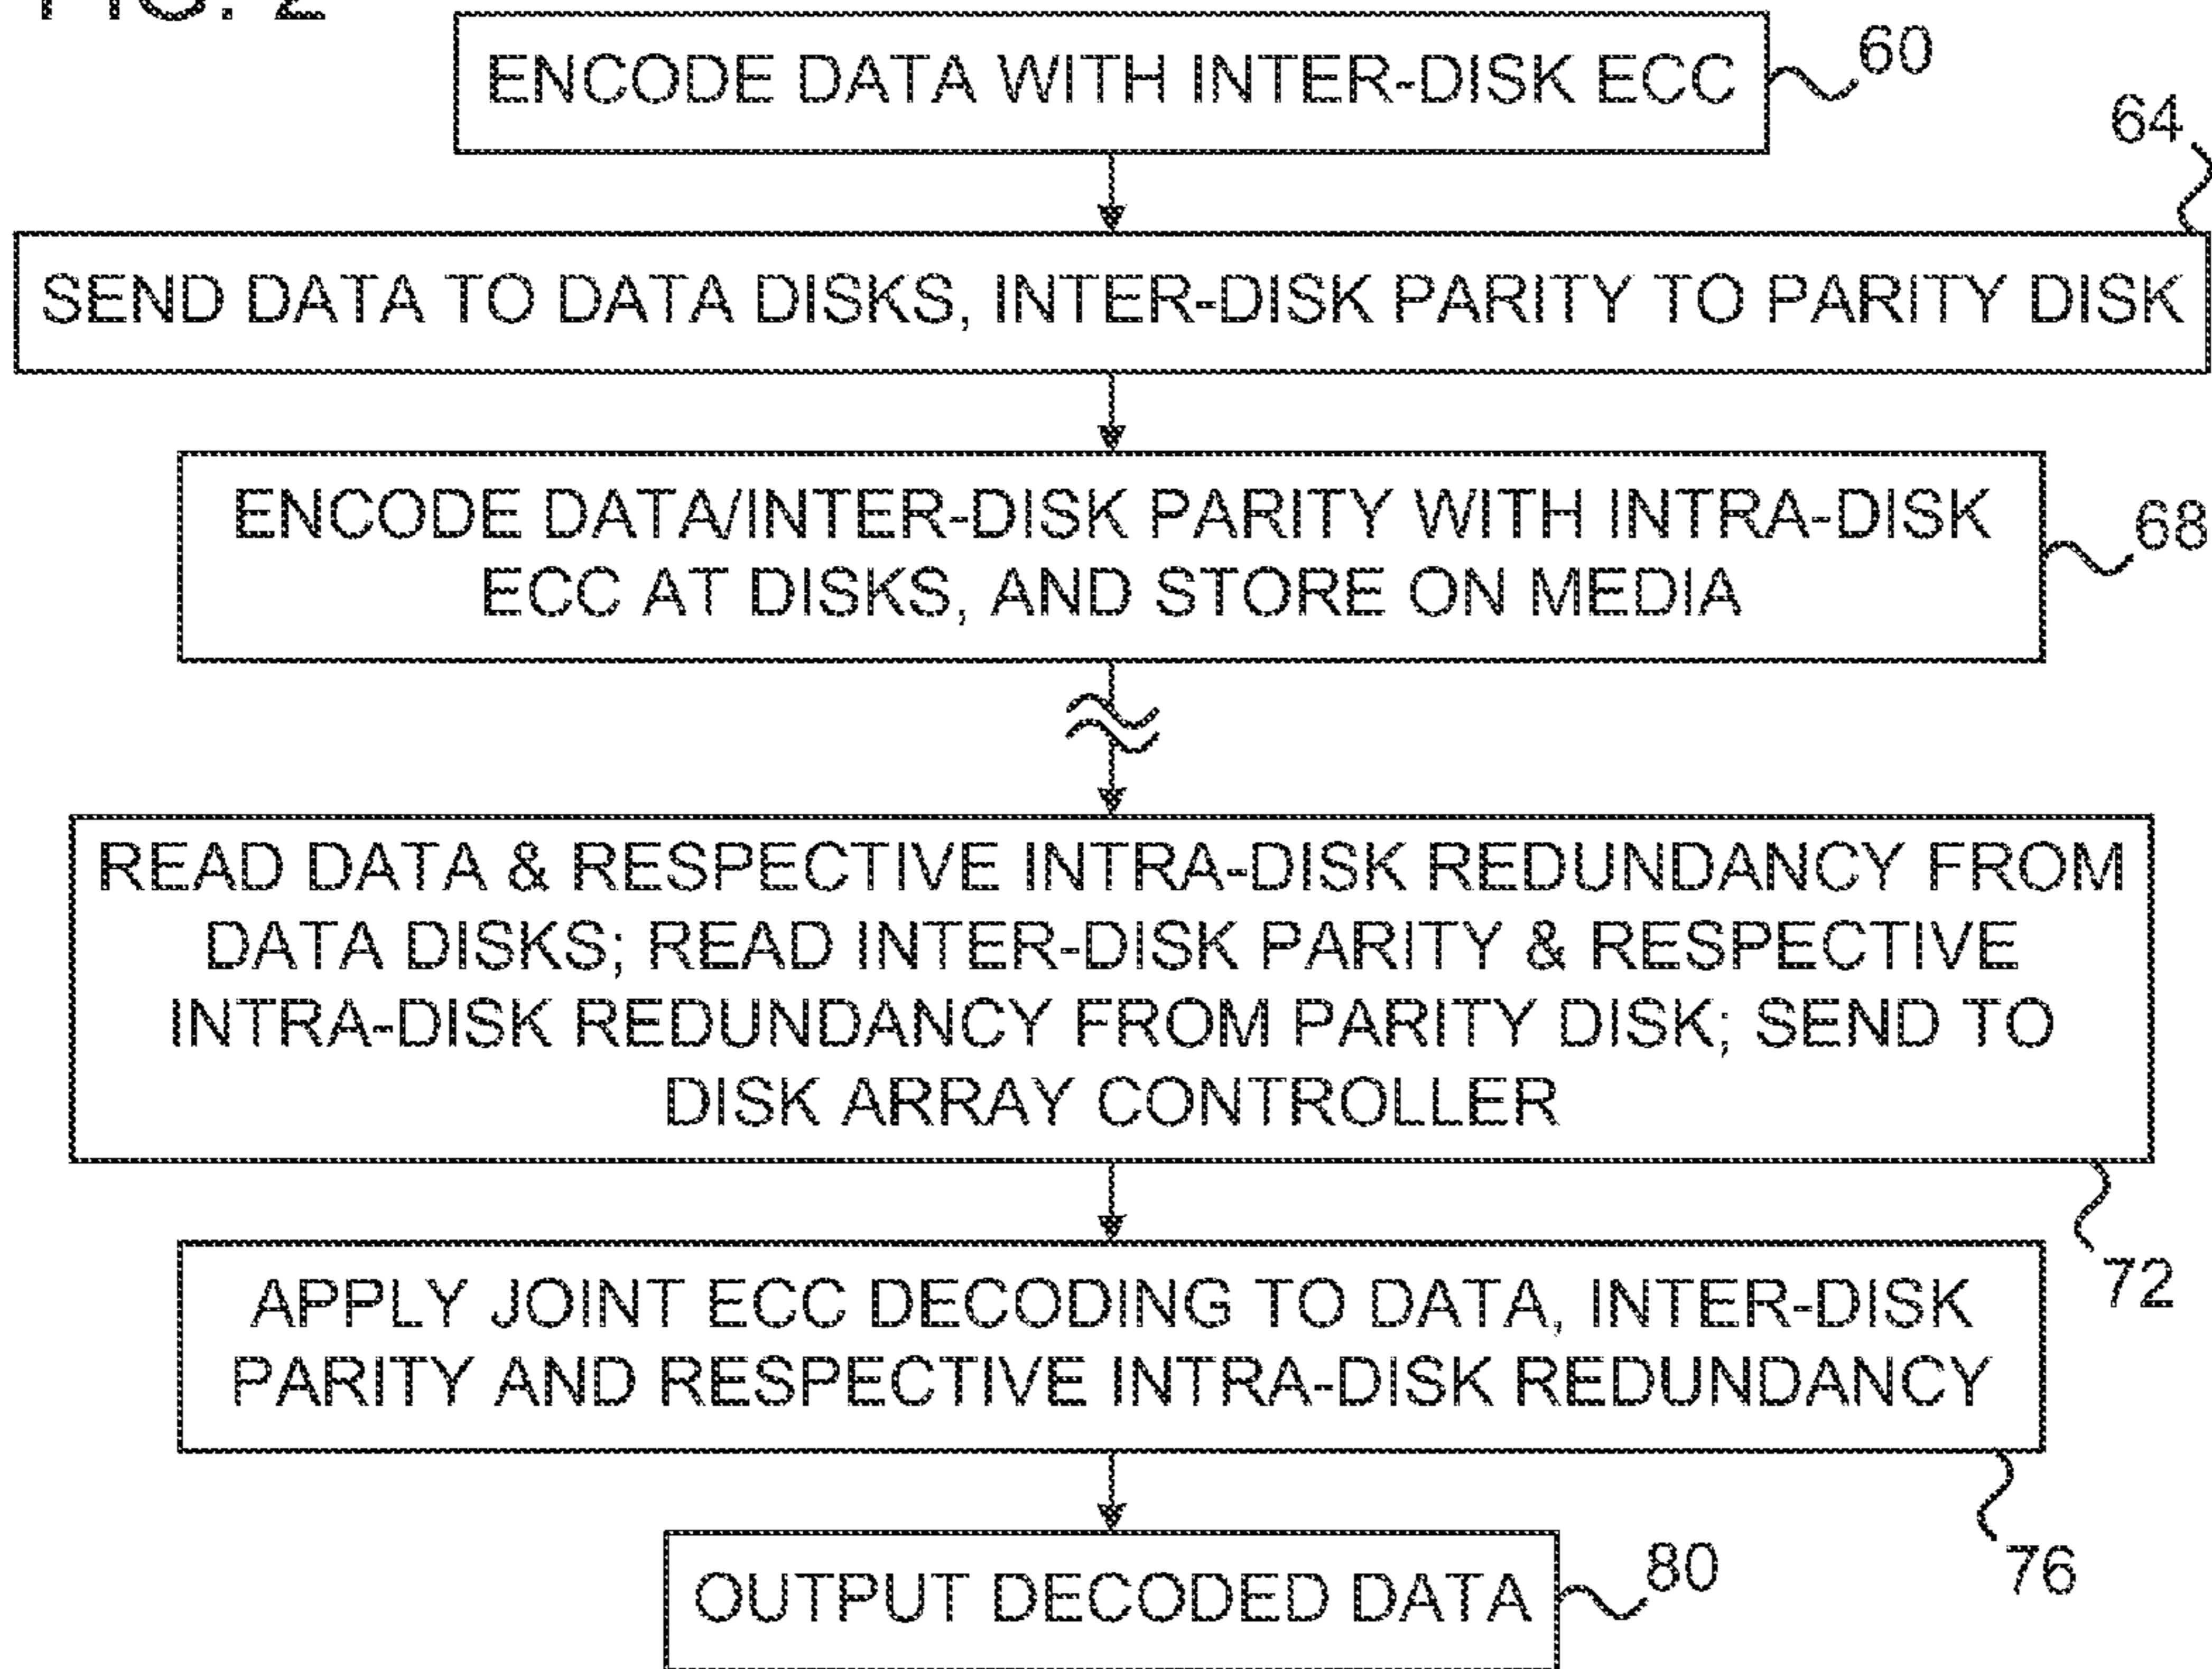 FIG. 2
ENCODE DATA WITH INTER-DISK ECC
60
64
SEND DATA TO DATA DISKS, INTER-DISK PARITY TO PARITY DISK
ENCODE DATA/INTER-DISK PARITY WITH INTRA-DISK
ECC AT DISKS, AND STORE ON MEDIA
68
READ DATA & RESPECTIVE INTRA-DISK REDUNDANCY FROM
DATA DISKS; READ INTER-DISK PARITY & RESPECTIVE
INTRA-DISK REDUNDANCY FROM PARITY DISK; SEND TO
DISK ARRAY CONTROLLER
72
APPLY JOINT ECC DECODING TO DATA, INTER-DISK
PARITY AND RESPECTIVE INTRA-DISK REDUNDANCY
76
OUTPUT DECODED DATA
80